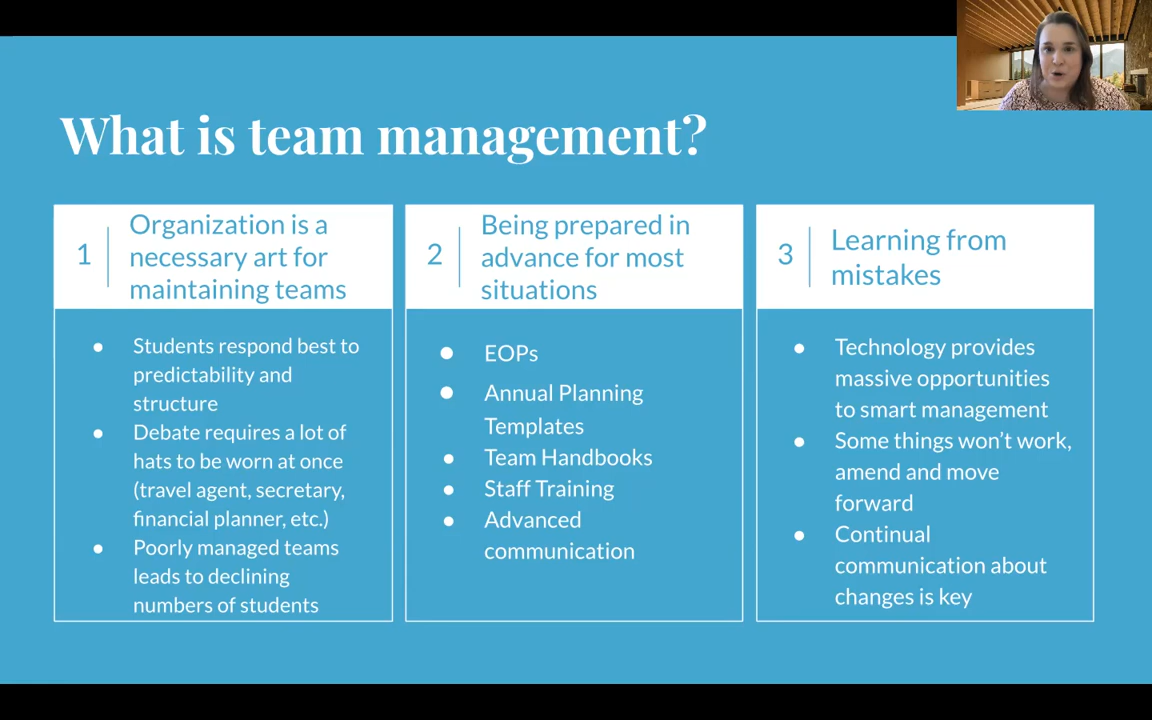 What is team management?
1
Organization is a
necessary art for
maintaining teams
● Students respond best to
predictability and
structure
● Debate requires a lot of
hats to be worn at once
(travel agent, secretary,
financial planner, etc.)
● Poorly managed teams
leads to declining
numbers of students
2
Being prepared in
advance for most
situations
● EOPs
● Annual Planning
Templates
● Team Handbooks
● Staff Training
● Advanced
communication
3
Learning from
mistakes
● Technology provides
massive opportunities
to smart management
● Some things won’t work,
amend and move
forward
● Continual
communication about
changes is key